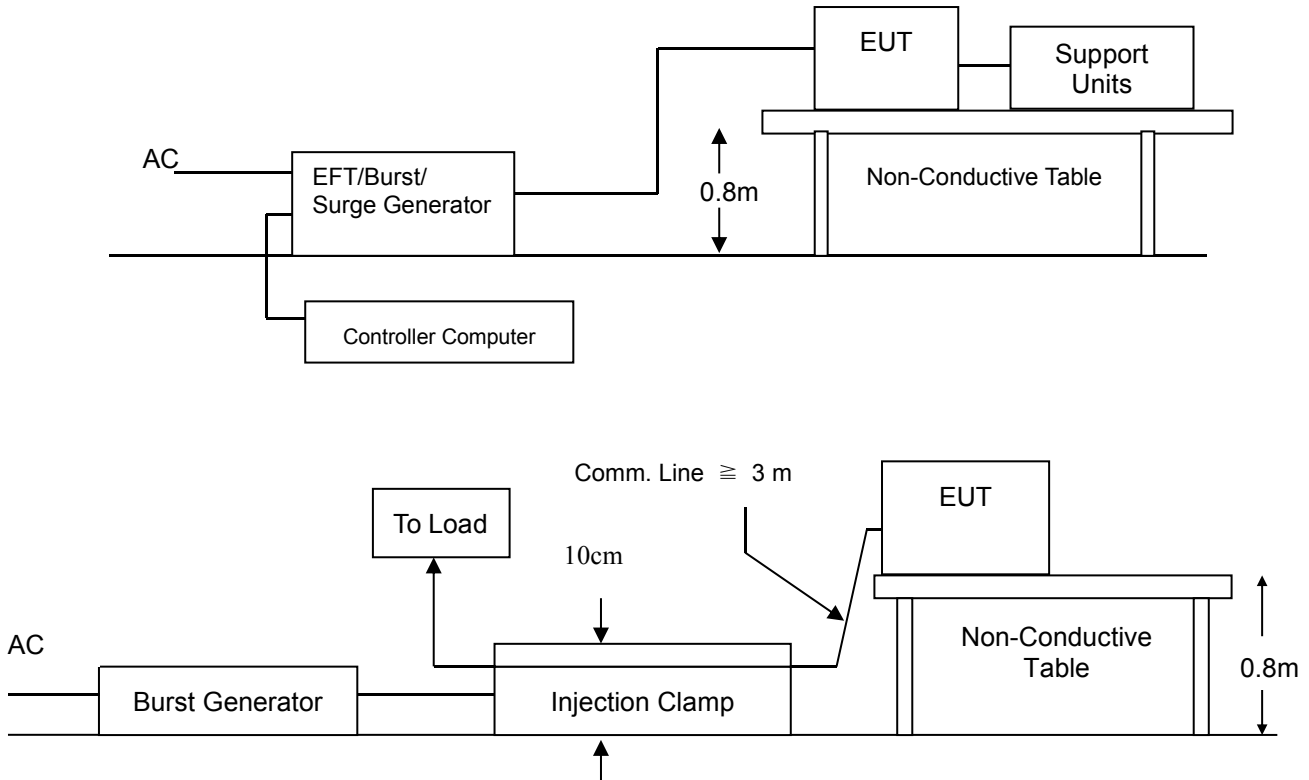 EUT
Support
Units
AC
EFT/Burst/
Surge Generator
0.8m
Non-Conductive Table
Controller Computer
Comm. Line ≧ 3 m
EUT
To Load
10cm
AC
Non-Conductive
Table
0.8m
Burst Generator
Injection Clamp